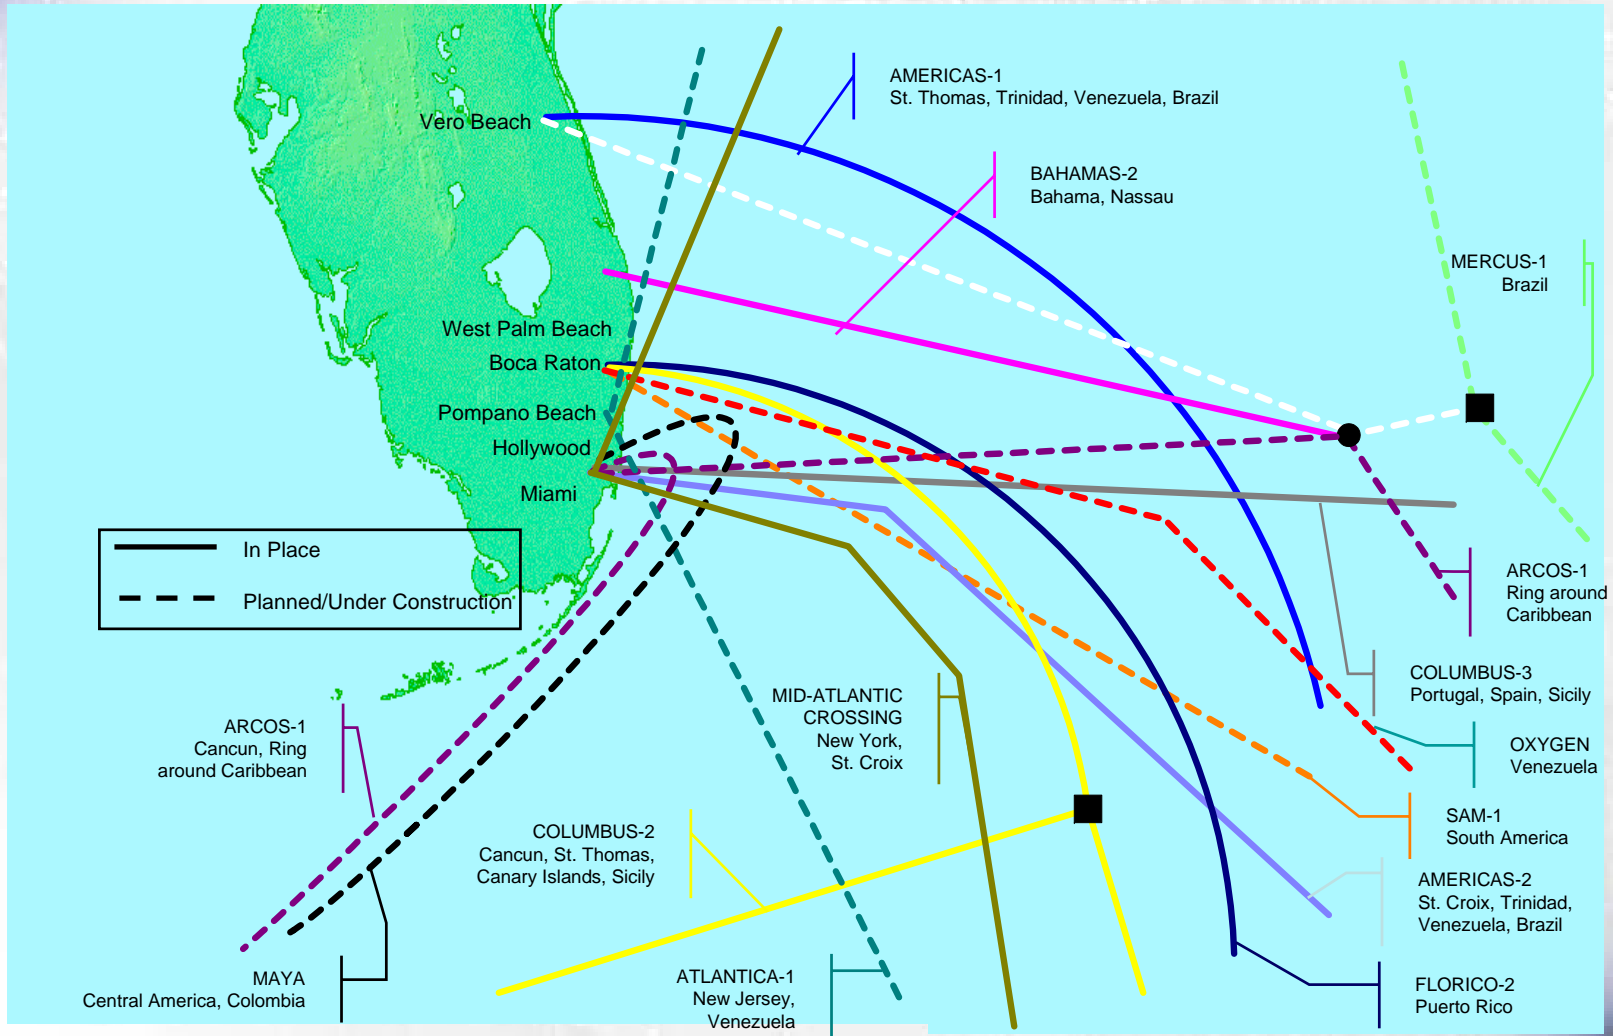 AMERICAS-1
St. Thomas, Trinidad, Venezuela, Brazil
Vero Beach
BAHAMAS-2
Bahama, Nassau
MERCUS-1
Brazil
West Palm Beach
Boca Raton
Pompano Beach
Hollywood
Miami
In Place
Planned/Under Construction
ARCOS-1
Ring around
Caribbean
COLUMBUS-3
Portugal, Spain, Sicily
MID-ATLANTIC
CROSSING
New York,
St. Croix
ARCOS-1
Cancun, Ring
around Caribbean
OXYGEN
Venezuela
SAM-1
South America
COLUMBUS-2
Cancun, St. Thomas,
Canary Islands, Sicily
AMERICAS-2
St. Croix, Trinidad,
Venezuela, Brazil
MAYA
Central America, Colombia
ATLANTICA-1
New Jersey,
Venezuela
FLORICO-2
Puerto Rico